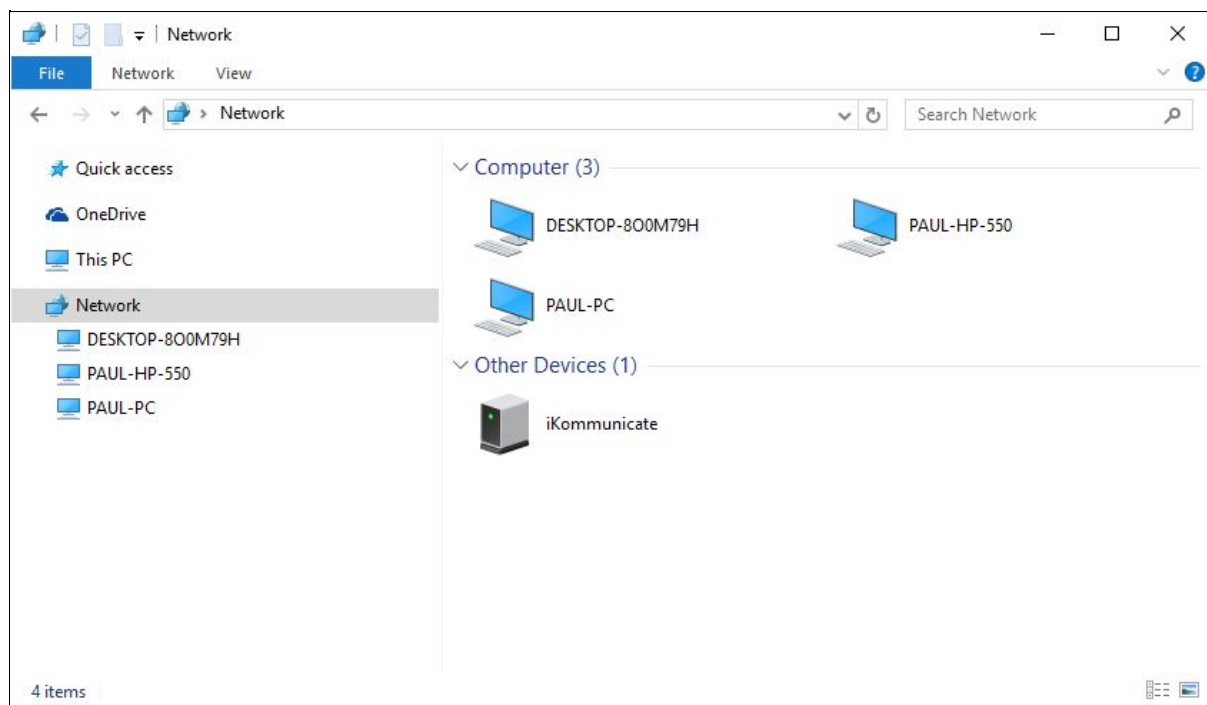 Network
File Network View
Network Search Network
Quick access
OneDrive
This PC
Network
DESKTOP-8O0M79H
PAUL-HP-550
PAUL-PC
Computer (3)
DESKTOP-8O0M79H PAUL-HP-550
PAUL-PC
Other Devices (1)
iKommunicate
4 items